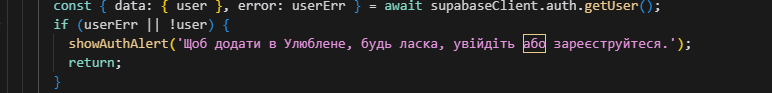 const { data: { user }, error: userErr } = await supabaseClient.auth.getUser();
if (userErr || !user) {
showAuthAlert('Щоб додати в Улюблене, будь ласка, увійдіть або зареєструйтеся.');
return;
}